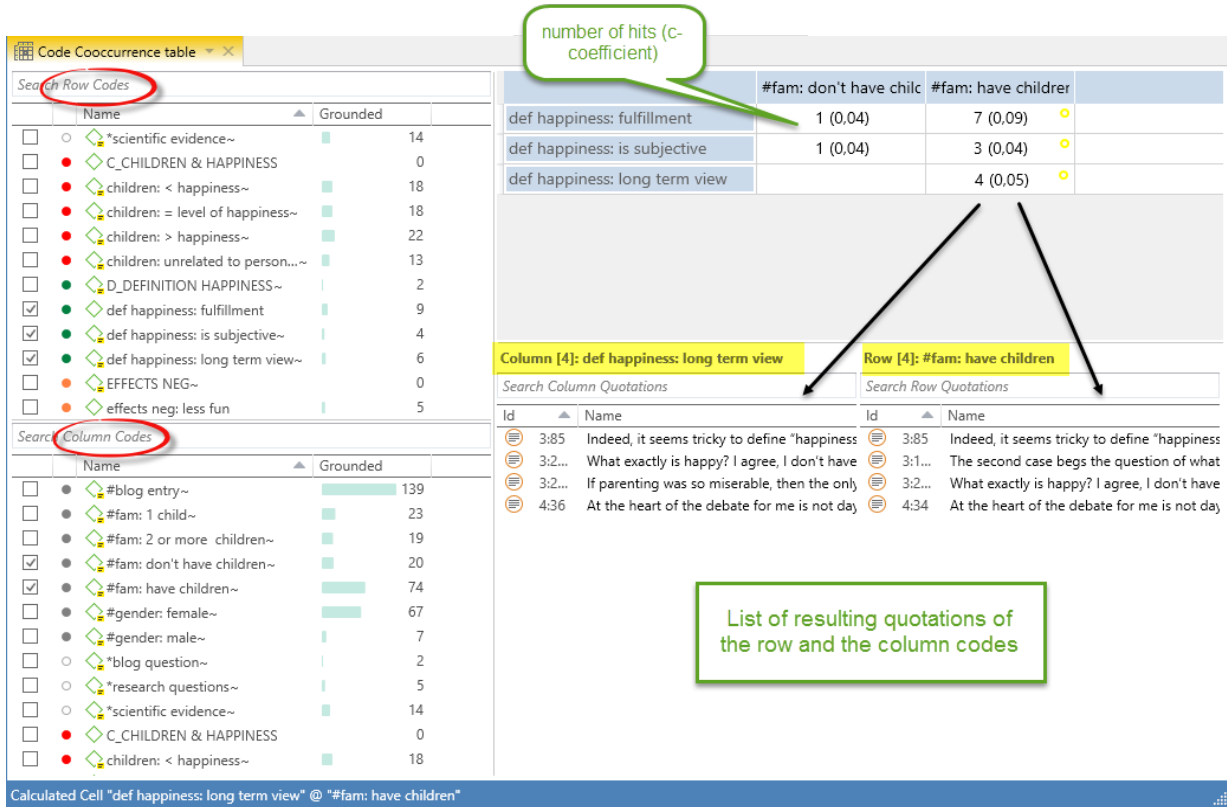 number of hits (c-
coefficient)
Code Cooccurrence table
Search Row Codes
Name Grounded
*scientific evidence~ 14
C_CHILDREN & HAPPINESS 0
children: < happiness~ 18
children: = level of happiness~ 18
children: > happiness~ 22
children: unrelated to person...~ 13
D_DEFINITION HAPPINESS~ 2
def happiness: fulfillment 9
def happiness: is subjective~ 4
def happiness: long term view~ 6
EFFECTS NEG~ 0
effects neg: less fun 5
Search Column Codes
Name Grounded
#blog entry~ 139
#fam: 1 child~ 23
#fam: 2 or more children~ 19
#fam: don't have children~ 20
#fam: have children~ 74
#gender: female~ 67
#gender: male~ 7
*blog question~ 2
*research questions~ 5
*scientific evidence~ 14
C_CHILDREN & HAPPINESS 0
children: < happiness~ 18
#fam: don't have chilc #fam: have childrer
def happiness: fulfillment 1 (0,04) 7 (0,09)
def happiness: is subjective 1 (0,04) 3 (0,04)
def happiness: long term view 4 (0,05)
Column [4]: def happiness: long term view Row [4]: #fam: have children
Search Column Quotations Search Row Quotations
Id Name Id Name
3:85 Indeed, it seems tricky to define "happiness 3:85 Indeed, it seems tricky to define "happiness
3:2... What exactly is happy? I agree, I don't have 3:1... The second case begs the question of what
3:2... If parenting was so miserable, then the only 3:2... What exactly is happy? I agree, I don't have
4:36 At the heart of the debate for me is not day 4:34 At the heart of the debate for me is not day
List of resulting quotations of
the row and the column codes
Calculated Cell "def happiness: long term view" @ "#fam: have children"